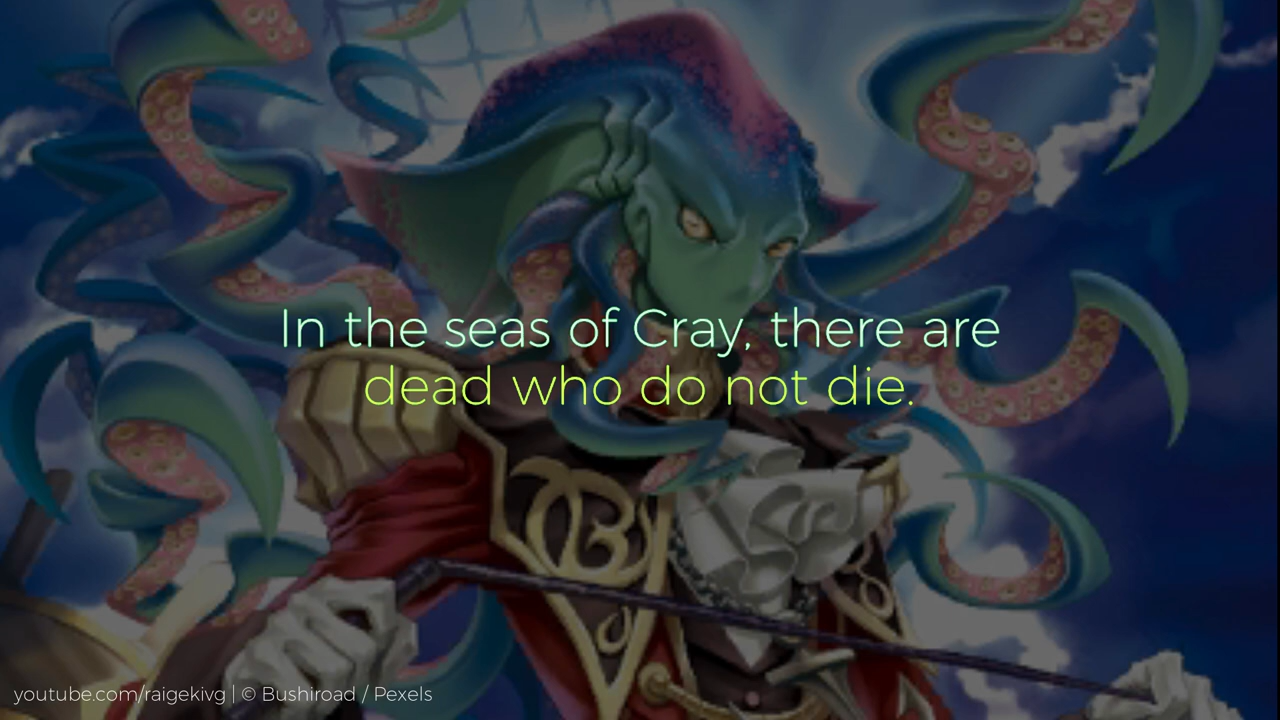 In the seas of Cray, there are
dead who do not die.
youtube.com/raigekivg | © Bushiroad / Pexels